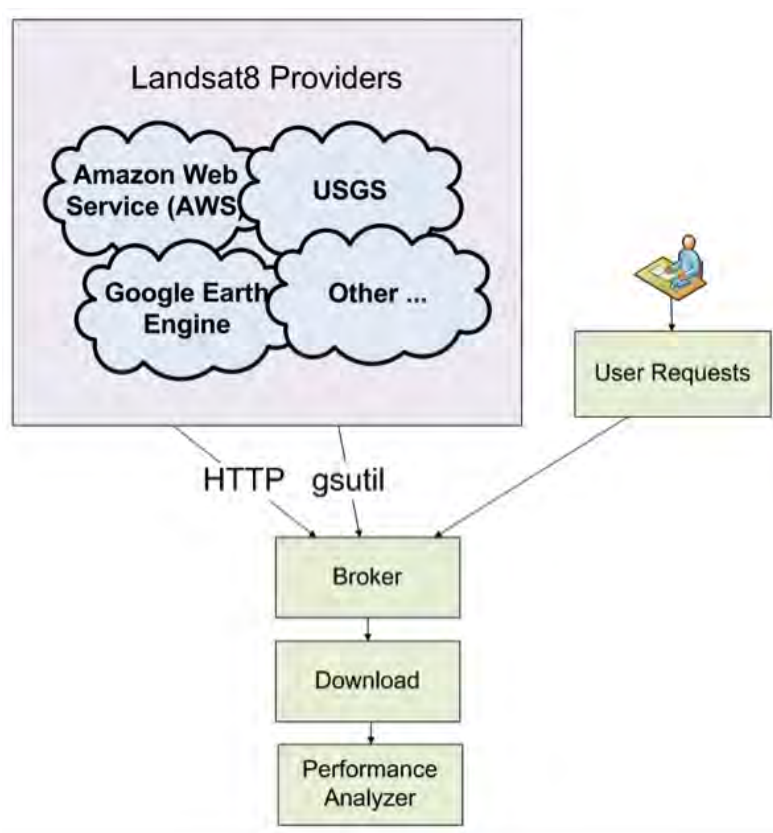 Landsat8 Providers
Amazon Web
Service (AWS)
USGS
Google Earth
Engine
Other ...
User Requests
HTTP
gsutil
Broker
Download
Performance
Analyzer